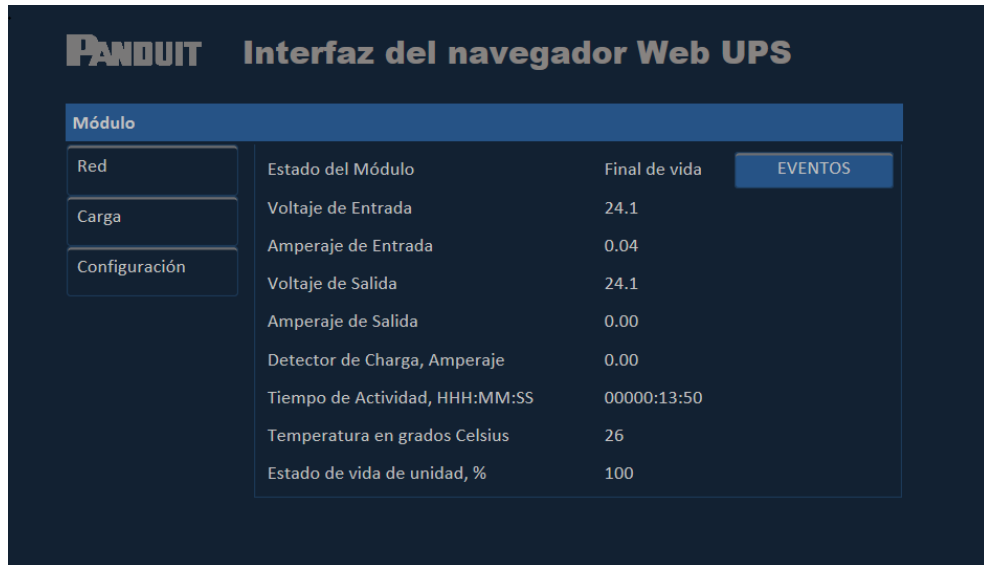 PANDUIT Interfaz del navegador Web UPS
Módulo
Red
Carga
Configuración
Estado del Módulo Final de vida EVENTOS
Voltaje de Entrada 24.1
Amperaje de Entrada 0.04
Voltaje de Salida 24.1
Amperaje de Salida 0.00
Detector de Charga, Amperaje 0.00
Tiempo de Actividad, HHH:MM:SS 00000:13:50
Temperatura en grados Celsius 26
Estado de vida de unidad, % 100